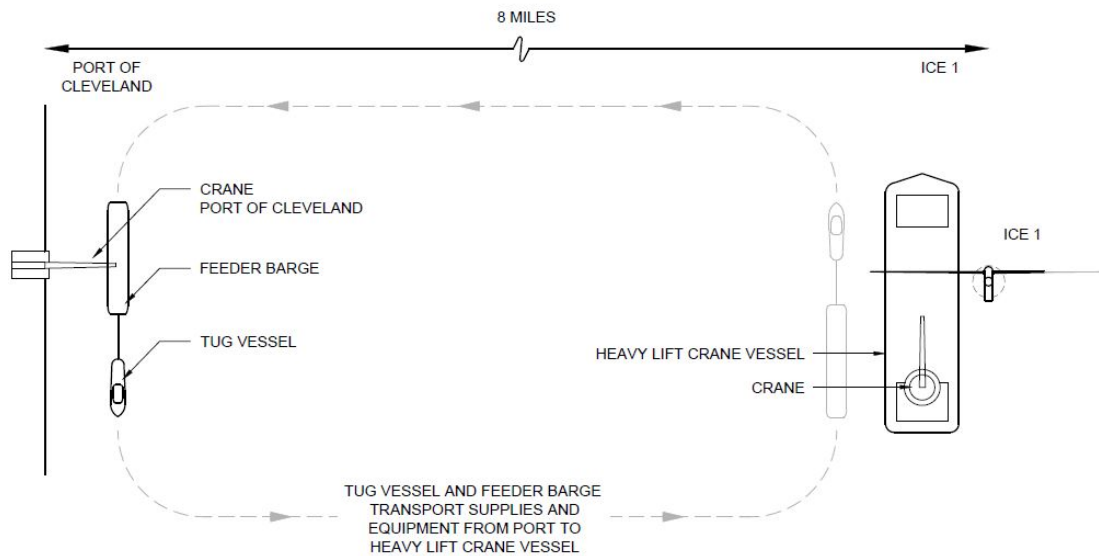 8 MILES
PORT OF
CLEVELAND
ICE 1
CRANE
PORT OF CLEVELAND
ICE 1
FEEDER BARGE
TUG VESSEL
HEAVY LIFT CRANE VESSEL
CRANE
TUG VESSEL AND FEEDER BARGE
TRANSPORT SUPPLIES AND
EQUIPMENT FROM PORT TO
HEAVY LIFT CRANE VESSEL